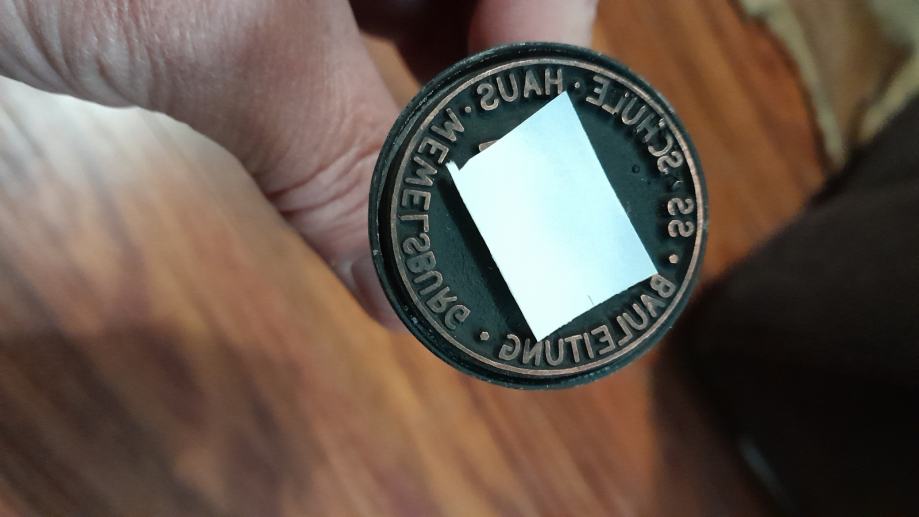 SS · SCHULE · HAUS · WEWELSBURG
• BAULEITUNG •